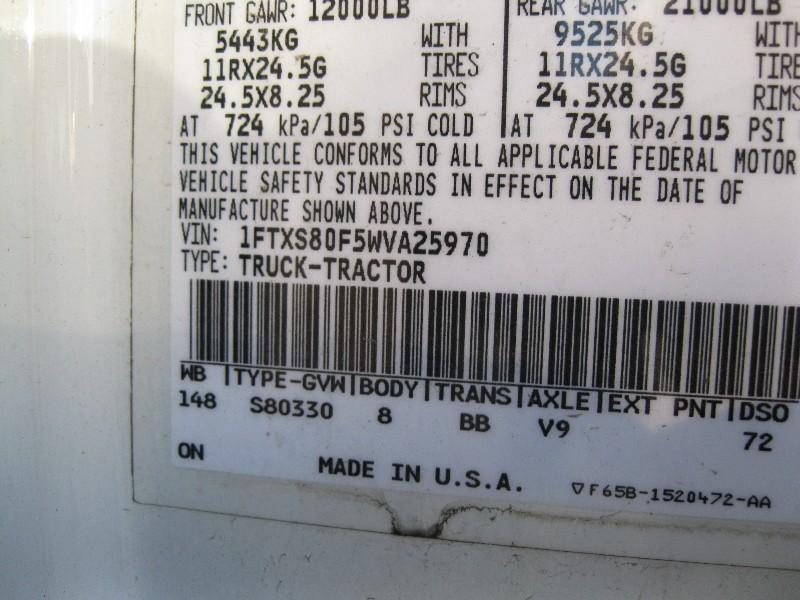 FRONT GAWR: 12000LB REAR GAWR: 21000LB
5443KG WITH 9525KG WITH
11RX24.5G TIRES 11RX24.5G TIRE
24.5X8.25 RIMS 24.5X8.25 RIMS
AT 724 kPa/105 PSI COLD AT 724 kPa/105 PSI
THIS VEHICLE CONFORMS TO ALL APPLICABLE FEDERAL MOTOR
VEHICLE SAFETY STANDARDS IN EFFECT ON THE DATE OF
MANUFACTURE SHOWN ABOVE.
VIN: 1FTXS80F5WVA25970
TYPE: TRUCK-TRACTOR
WB | TYPE-GVW | BODY | TRANS | AXLE | EXT PNT | DSO
148 S80330 8 BB V9 72
ON MADE IN U.S.A. ▽F65B-1520472-AA